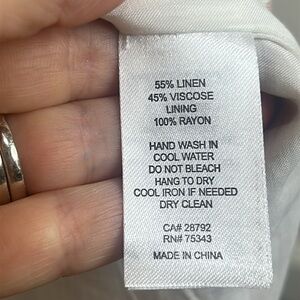 55% LINEN
45% VISCOSE
LINING
100% RAYON
HAND WASH IN
COOL WATER
DO NOT BLEACH
HANG TO DRY
COOL IRON IF NEEDED
DRY CLEAN
CA# 28792
RN# 75343
MADE IN CHINA